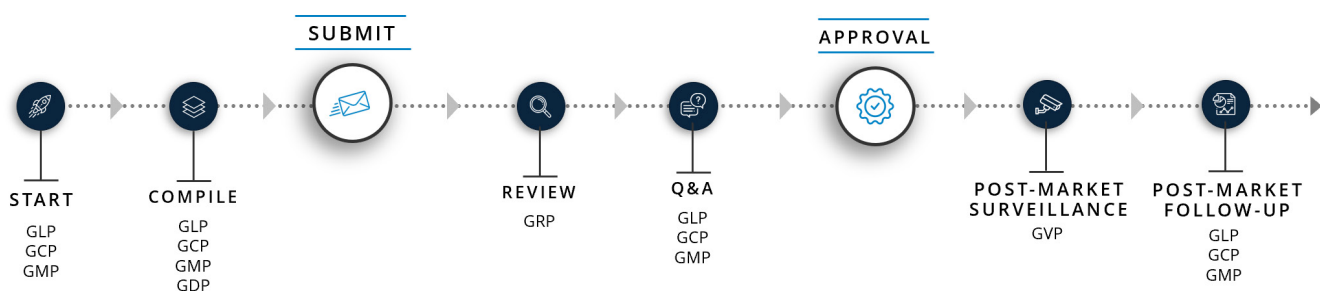 START
GLP
GCP
GMP
COMPILE
GLP
GCP
GMP
GDP
SUBMIT
REVIEW
GRP
Q&A
GLP
GCP
GMP
APPROVAL
POST-MARKET
SURVEILLANCE
GVP
POST-MARKET
FOLLOW-UP
GLP
GCP
GMP